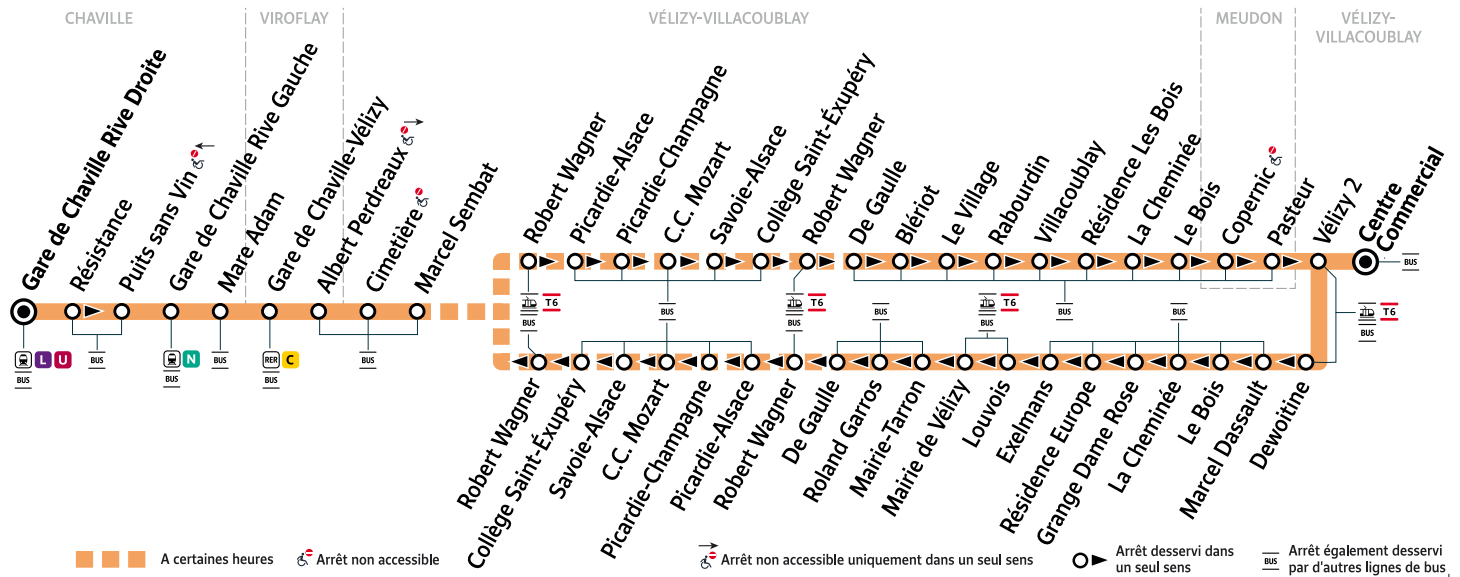 CHAVILLE
VIROFLAY
VÉLIZY-VILLACOUBLAY
MEUDON
VÉLIZY-
VILLACOUBLAY
Gare de Chaville Rive Droite
Résistance
Puits sans Vin
Gare de Chaville Rive Gauche
Mare Adam
Gare de Chaville-Vélizy
Albert Perdreaux
Cimetière
Marcel Sembat
Robert Wagner
Picardie-Alsace
Picardie-Champagne
C.C. Mozart
Savoie-Alsace
Collège Saint-Éxupéry
Robert Wagner
De Gaulle
Blériot
Le Village
Rabourdin
Villacoublay
Résidence Les Bois
La Cheminée
Le Bois
Copernic
Pasteur
Vélizy 2
Centre
Commercial
BUS
L U
BUS
BUS
N
BUS
BUS
RER C
BUS
BUS
T6
BUS
BUS
T6
BUS
BUS
T6
BUS
BUS
BUS
T6
BUS
BUS
Robert Wagner
Collège Saint-Éxupéry
Savoie-Alsace
C.C. Mozart
Picardie-Champagne
Picardie-Alsace
Robert Wagner
De Gaulle
Roland Garros
Mairie-Tarron
Mairie de Vélizy
Louvois
Exelmans
Résidence Europe
Grange Dame Rose
La Cheminée
Le Bois
Marcel Dassault
Dewoitine
A certaines heures
Arrêt non accessible
Arrêt non accessible uniquement dans un seul sens
Arrêt desservi dans
un seul sens
BUS
Arrêt également desservi
par d'autres lignes de bus